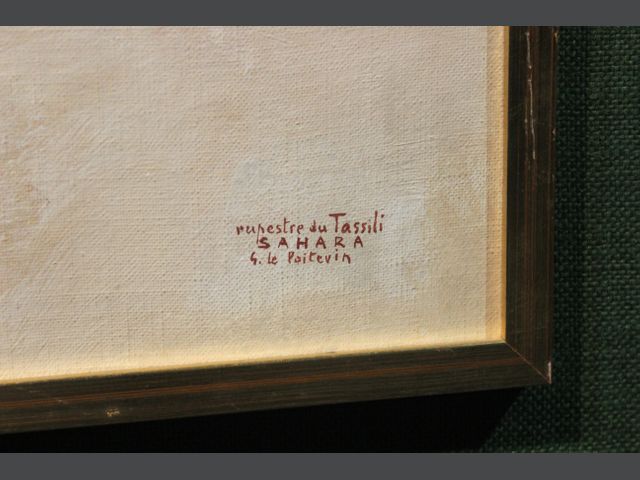 rupestre du Tassili
SAHARA
G. le Poitevin